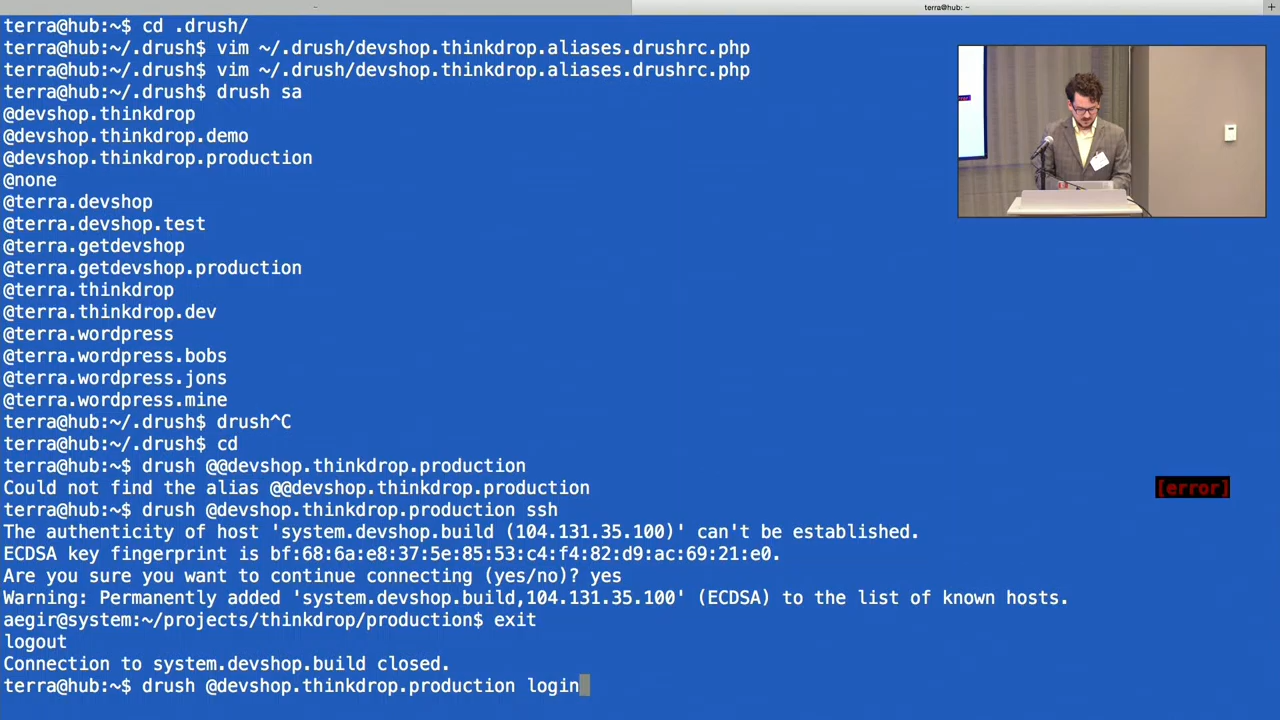 terra@hub: ~
terra@hub:~$ cd .drush/
terra@hub:~/.drush$ vim ~/.drush/devshop.thinkdrop.aliases.drushrc.php
terra@hub:~/.drush$ vim ~/.drush/devshop.thinkdrop.aliases.drushrc.php
terra@hub:~/.drush$ drush sa
@devshop.thinkdrop
@devshop.thinkdrop.demo
@devshop.thinkdrop.production
@none
@terra.devshop
@terra.devshop.test
@terra.getdevshop
@terra.getdevshop.production
@terra.thinkdrop
@terra.thinkdrop.dev
@terra.wordpress
@terra.wordpress.bobs
@terra.wordpress.jons
@terra.wordpress.mine
terra@hub:~/.drush$ drush^C
terra@hub:~/.drush$ cd
terra@hub:~$ drush @@devshop.thinkdrop.production
Could not find the alias @@devshop.thinkdrop.production [error]
terra@hub:~$ drush @devshop.thinkdrop.production ssh
The authenticity of host 'system.devshop.build (104.131.35.100)' can't be established.
ECDSA key fingerprint is bf:68:6a:e8:37:5e:85:53:c4:f4:82:d9:ac:69:21:e0.
Are you sure you want to continue connecting (yes/no)? yes
Warning: Permanently added 'system.devshop.build,104.131.35.100' (ECDSA) to the list of known hosts.
aegir@system:~/projects/thinkdrop/production$ exit
logout
Connection to system.devshop.build closed.
terra@hub:~$ drush @devshop.thinkdrop.production login